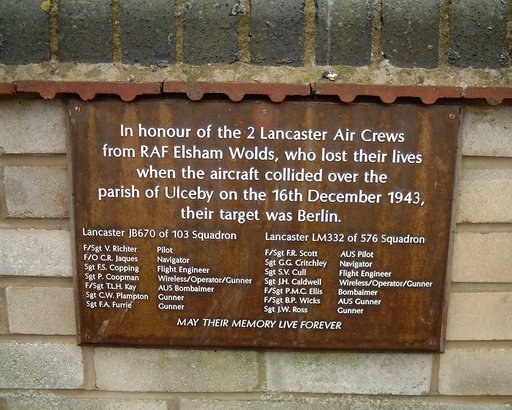 In honour of the 2 Lancaster Air Crews
from RAF Elsham Wolds, who lost their lives
when the aircraft collided over the
parish of Ulceby on the 16th December 1943,
their target was Berlin.
Lancaster JB670 of 103 Squadron
F/Sgt V. Richter Pilot
F/O C.R. Jaques Navigator
Sgt F.S. Copping Flight Engineer
Sgt P. Coopman Wireless/Operator/Gunner
F/Sgt T.L.H. Kay AUS Bombaimer
Sgt C.W. Plampton Gunner
Sgt F.A. Furrie Gunner
Lancaster LM332 of 576 Squadron
F/Sgt F.R. Scott AUS Pilot
Sgt G.G. Critchley Navigator
Sgt S.V. Cull Flight Engineer
Sgt J.H. Caldwell Wireless/Operator/Gunner
F/Sgt P.M.C. Ellis Bombaimer
F/Sgt B.P. Wicks AUS Gunner
Sgt J.W. Ross Gunner
MAY THEIR MEMORY LIVE FOREVER